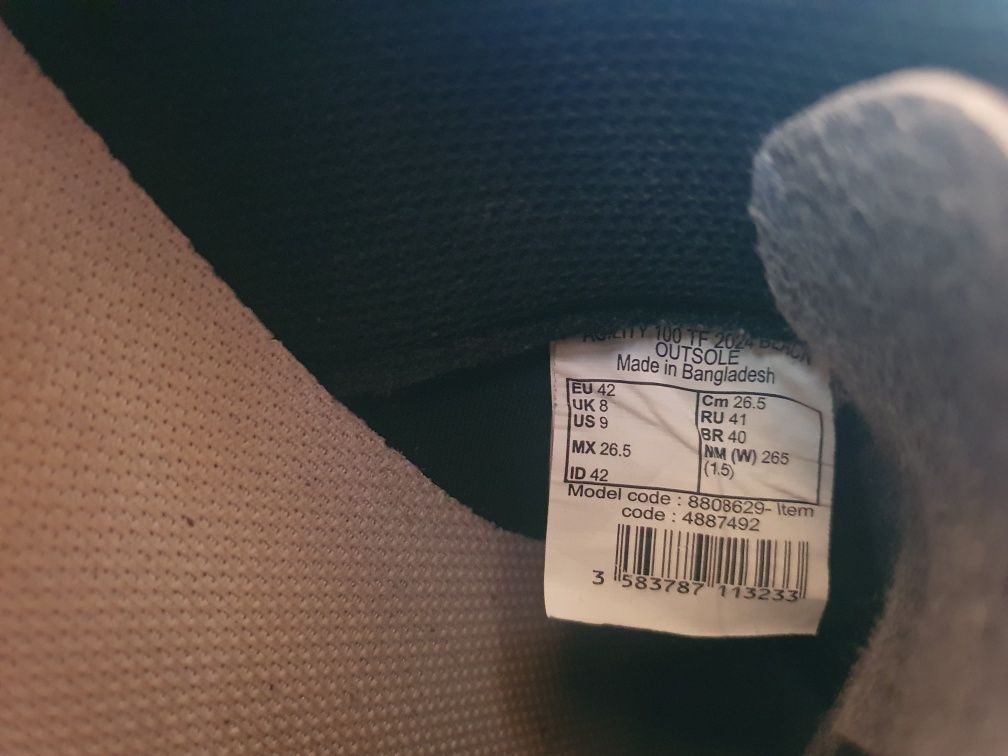 AGILITY 100 TF 2024 BLACK
OUTSOLE
Made in Bangladesh
EU 42
UK 8
US 9
MX 26.5
ID 42
Cm 26.5
RU 41
BR 40
NM (W) 265
(1.5)
Model code : 8808629- Item
code : 4887492
3 583787 113233